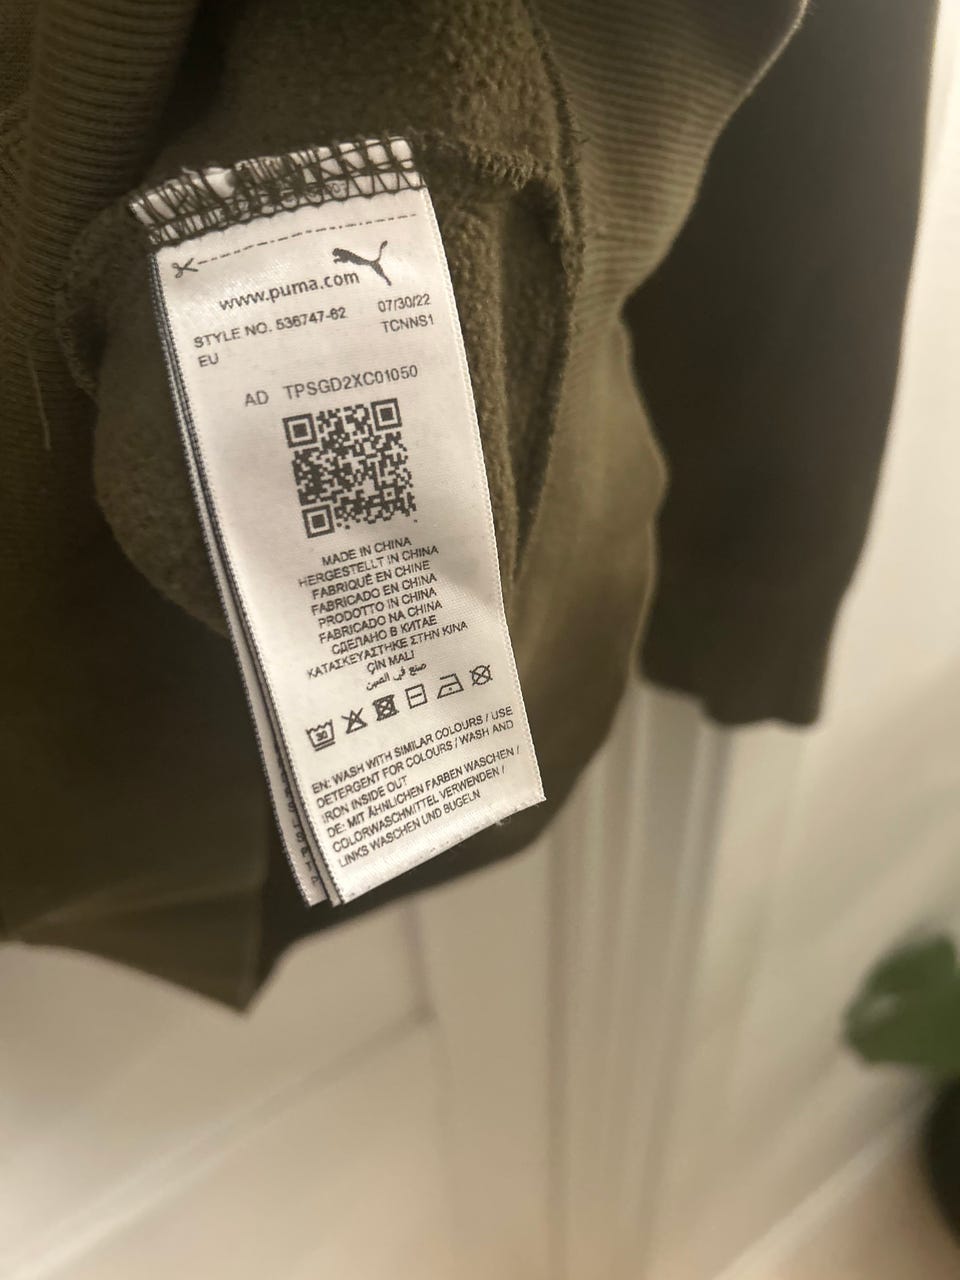 www.puma.com
STYLE NO. 536747-62 07/30/22
EU TCNNS1
AD TPSGD2XC01050
MADE IN CHINA
HERGESTELLT IN CHINA
FABRIQUÉ EN CHINE
FABRICADO EN CHINA
PRODOTTO IN CHINA
FABRICADO NA CHINA
СДЕЛАНО В КИТАЕ
ΚΑΤΑΣΚΕΥΑΣΤΗΚΕ ΣΤΗΝ ΚΙΝΑ
ÇIN MALI
صنع في الصين
30
EN: WASH WITH SIMILAR COLOURS / USE
DETERGENT FOR COLOURS / WASH AND
IRON INSIDE OUT
DE: MIT ÄHNLICHEN FARBEN WASCHEN /
COLORWASCHMITTEL VERWENDEN /
LINKS WASCHEN UND BUGELN